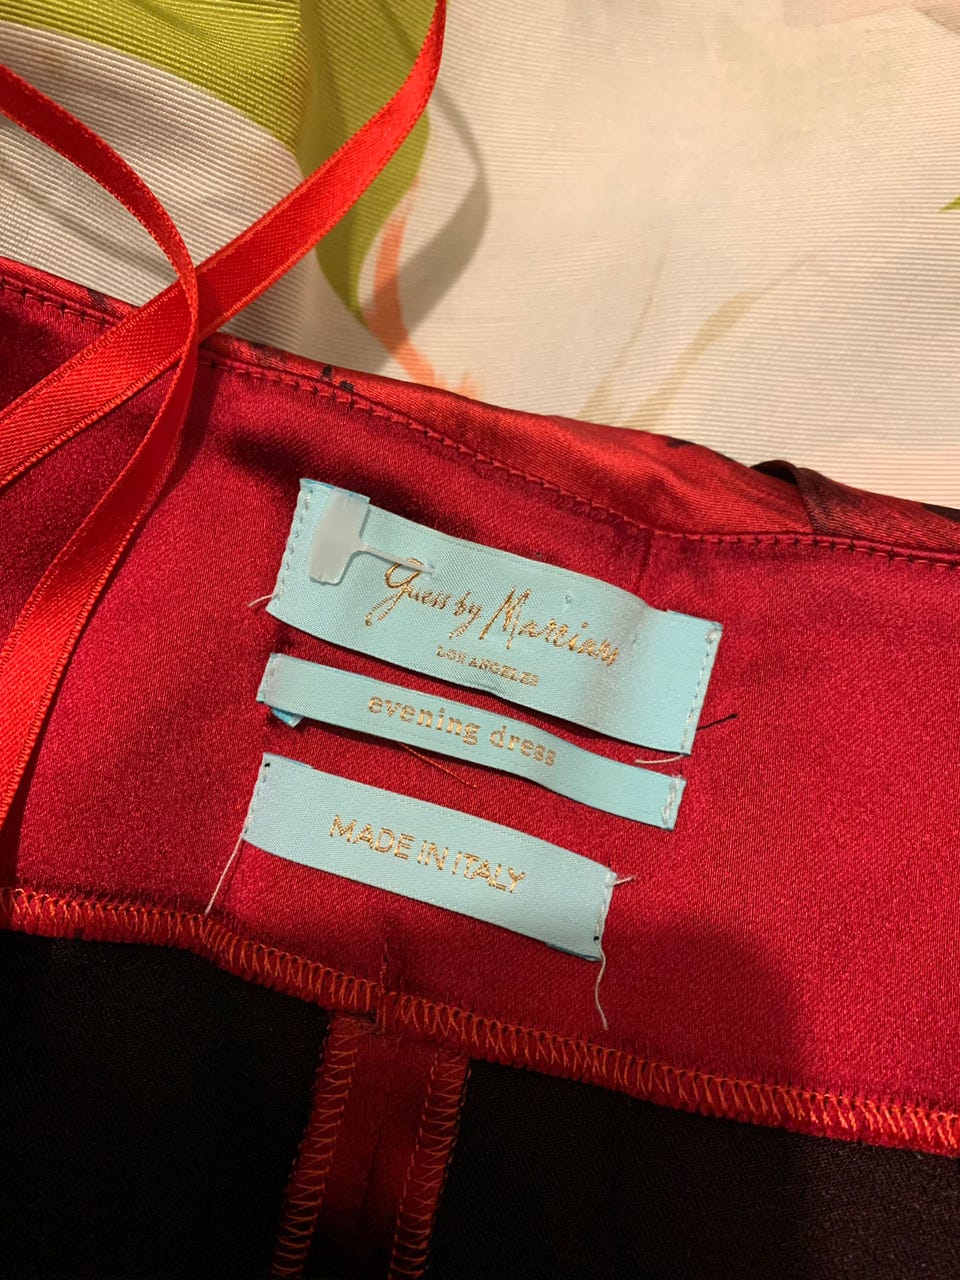 Guess by Marciano
LOS ANGELES
evening dress
MADE IN ITALY